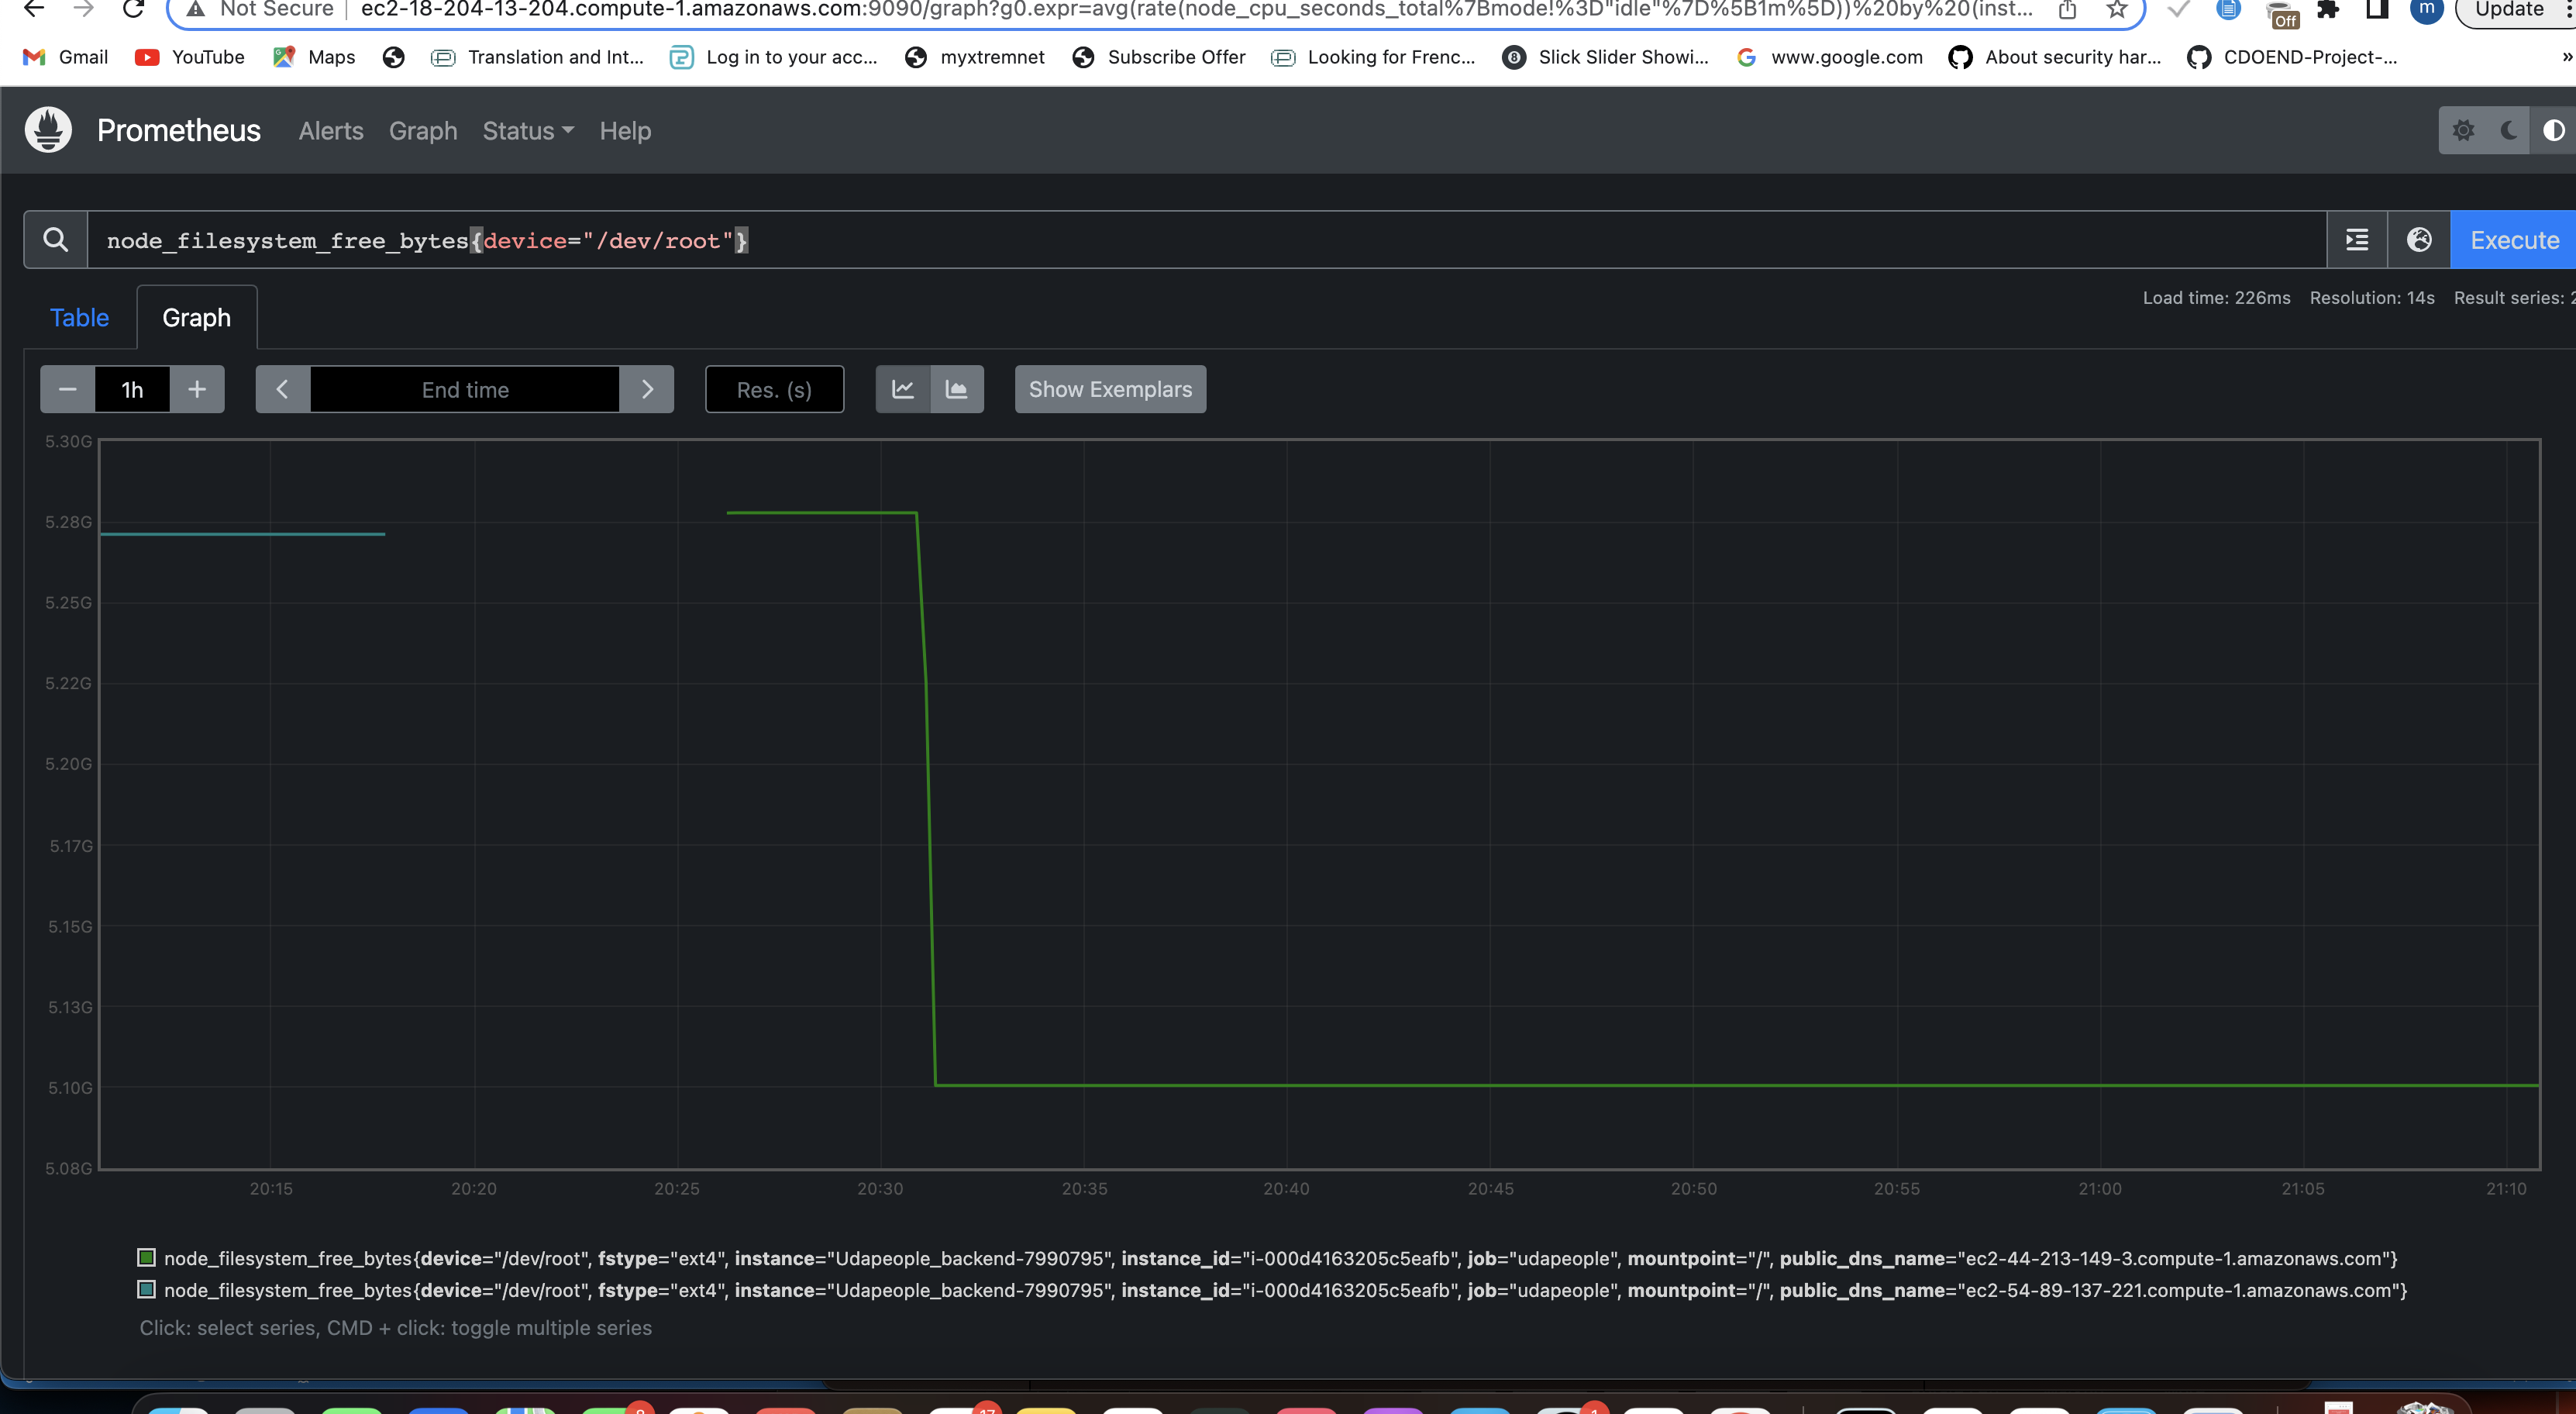 Not Secure | ec2-18-204-13-204.compute-1.amazonaws.com:9090/graph?g0.expr=avg(rate(node_cpu_seconds_total%7Bmode!%3D"idle"%7D%5B1m%5D))%20by%20(inst... Off m Update
Gmail YouTube Maps Translation and Int... Log in to your acc... myxtremnet Subscribe Offer Looking for Frenc... Slick Slider Showi... www.google.com About security har... CDOEND-Project-... »
Prometheus Alerts Graph Status Help
node_filesystem_free_bytes{device="/dev/root"} Execute
Load time: 226ms Resolution: 14s Result series: 2
Table Graph
− 1h + End time Res. (s) Show Exemplars
5.30G
5.28G
5.25G
5.22G
5.20G
5.17G
5.15G
5.13G
5.10G
5.08G
20:15 20:20 20:25 20:30 20:35 20:40 20:45 20:50 20:55 21:00 21:05 21:10
node_filesystem_free_bytes{device="/dev/root", fstype="ext4", instance="Udapeople_backend-7990795", instance_id="i-000d4163205c5eafb", job="udapeople", mountpoint="/", public_dns_name="ec2-44-213-149-3.compute-1.amazonaws.com"}
node_filesystem_free_bytes{device="/dev/root", fstype="ext4", instance="Udapeople_backend-7990795", instance_id="i-000d4163205c5eafb", job="udapeople", mountpoint="/", public_dns_name="ec2-54-89-137-221.compute-1.amazonaws.com"}
Click: select series, CMD + click: toggle multiple series